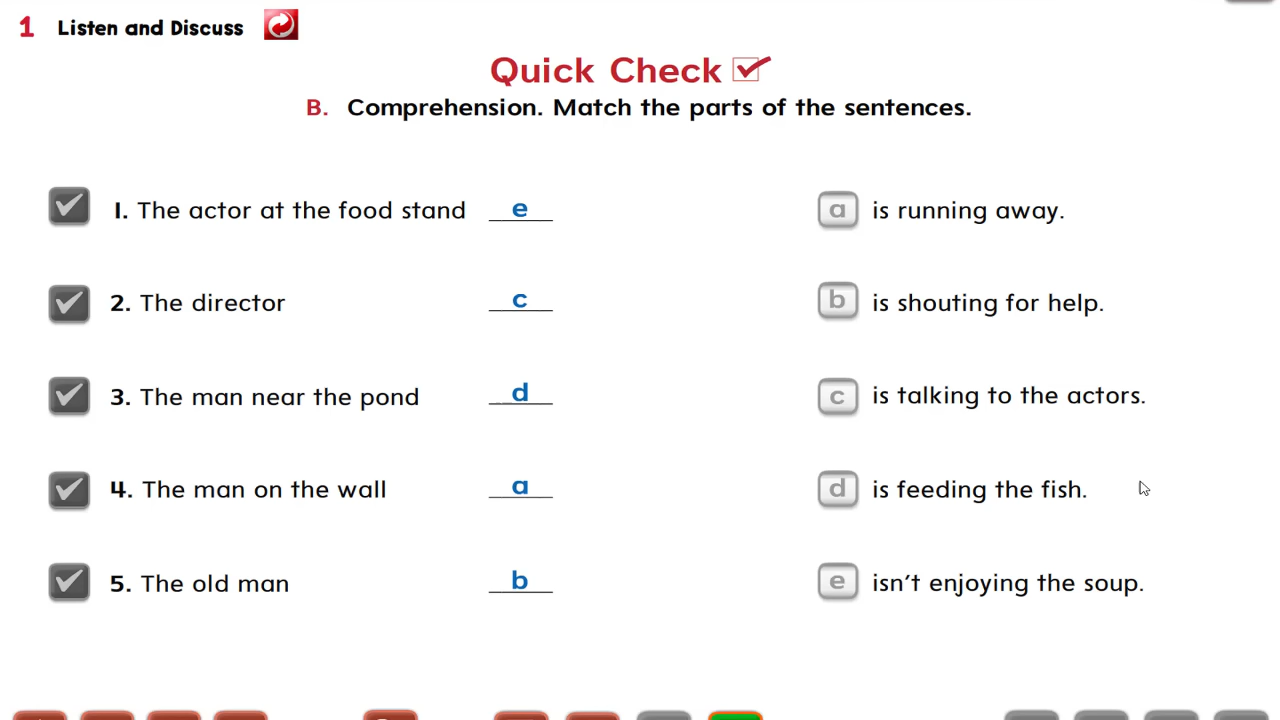 1 Listen and Discuss
Quick Check
B. Comprehension. Match the parts of the sentences.
1. The actor at the food stand e
a is running away.
2. The director c
b is shouting for help.
3. The man near the pond d
c is talking to the actors.
4. The man on the wall a
d is feeding the fish.
5. The old man b
e isn't enjoying the soup.